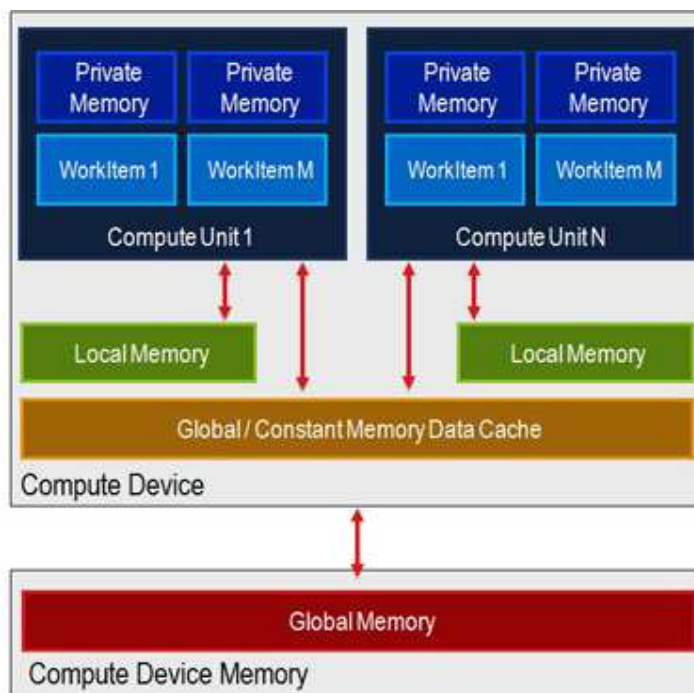 Private Memory
Private Memory
Private Memory
Private Memory
WorkItem 1
WorkItem M
WorkItem 1
WorkItem M
Compute Unit 1
Compute Unit N
Local Memory
Local Memory
Global / Constant Memory Data Cache
Compute Device
Global Memory
Compute Device Memory